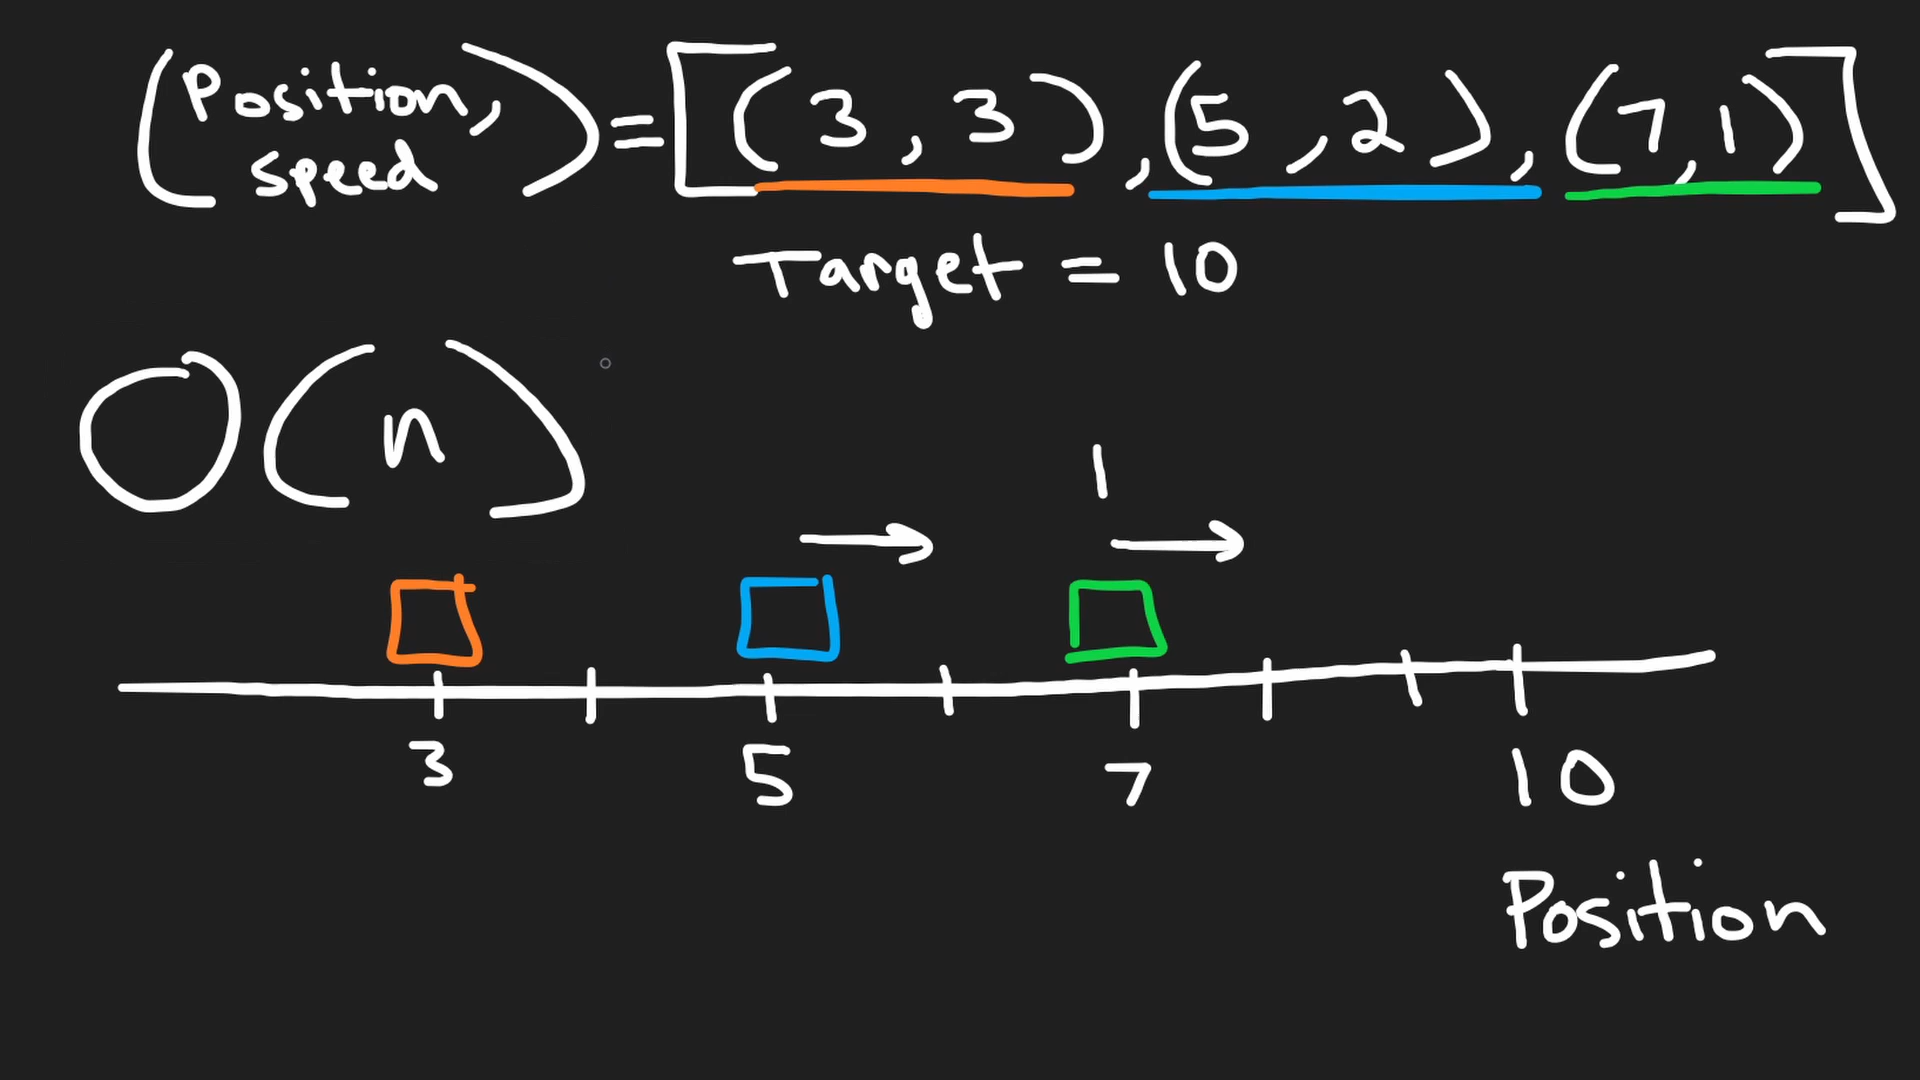 (Position, speed) = [(3, 3), (5, 2), (7, 1)]
Target = 10
O(n)
1
3 5 7 10
Position